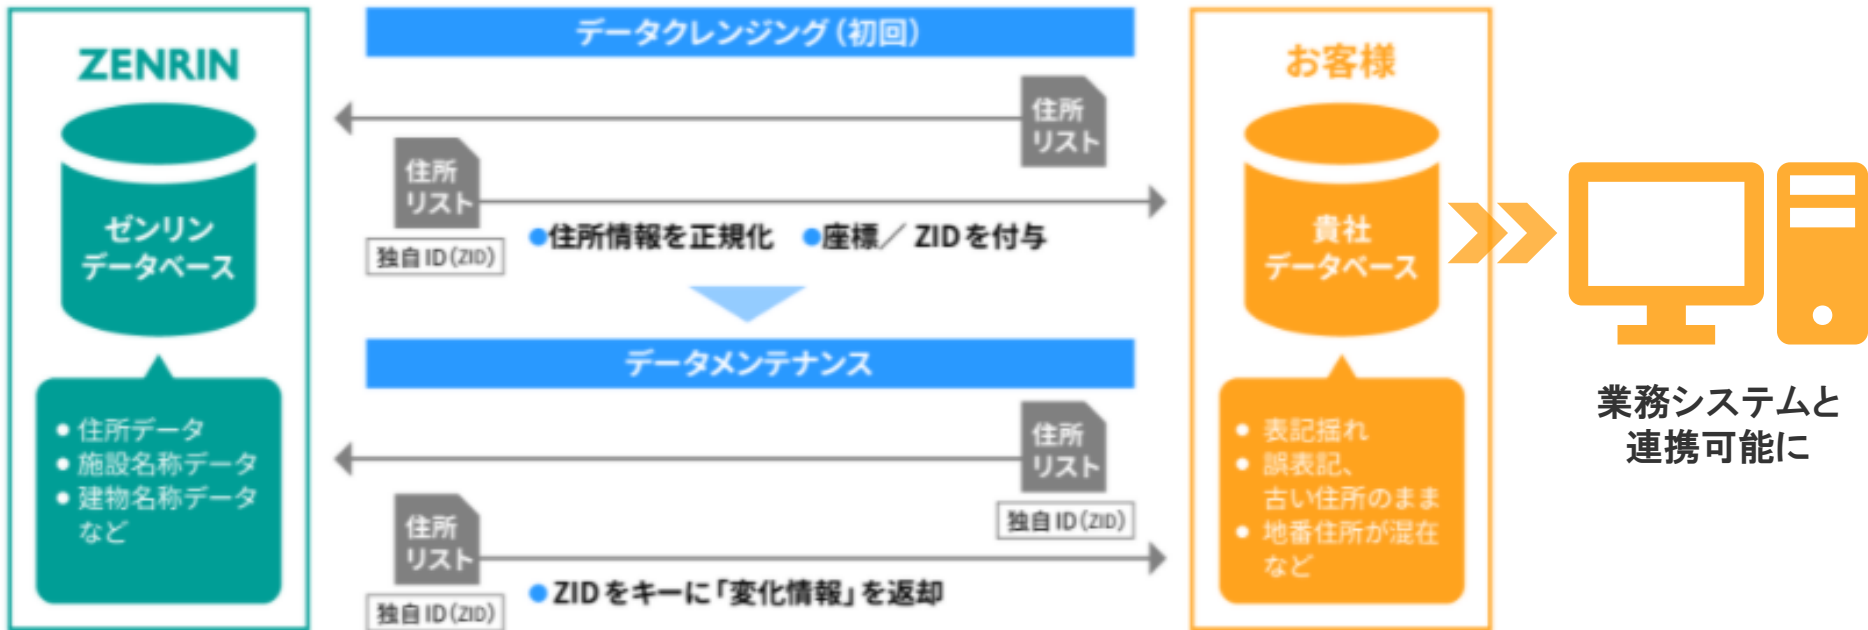 ZENRIN
ゼンリン
データベース
● 住所データ
● 施設名称データ
● 建物名称データ
など
データクレンジング（初回）
住所
リスト
住所
リスト
独自ID（ZID）
●住所情報を正規化 ●座標／ ZIDを付与
データメンテナンス
住所
リスト
独自ID（ZID）
住所
リスト
独自ID（ZID）
●ZIDをキーに「変化情報」を返却
お客様
貴社
データベース
● 表記揺れ
● 誤表記、
古い住所のまま
● 地番住所が混在
など
業務システムと
連携可能に